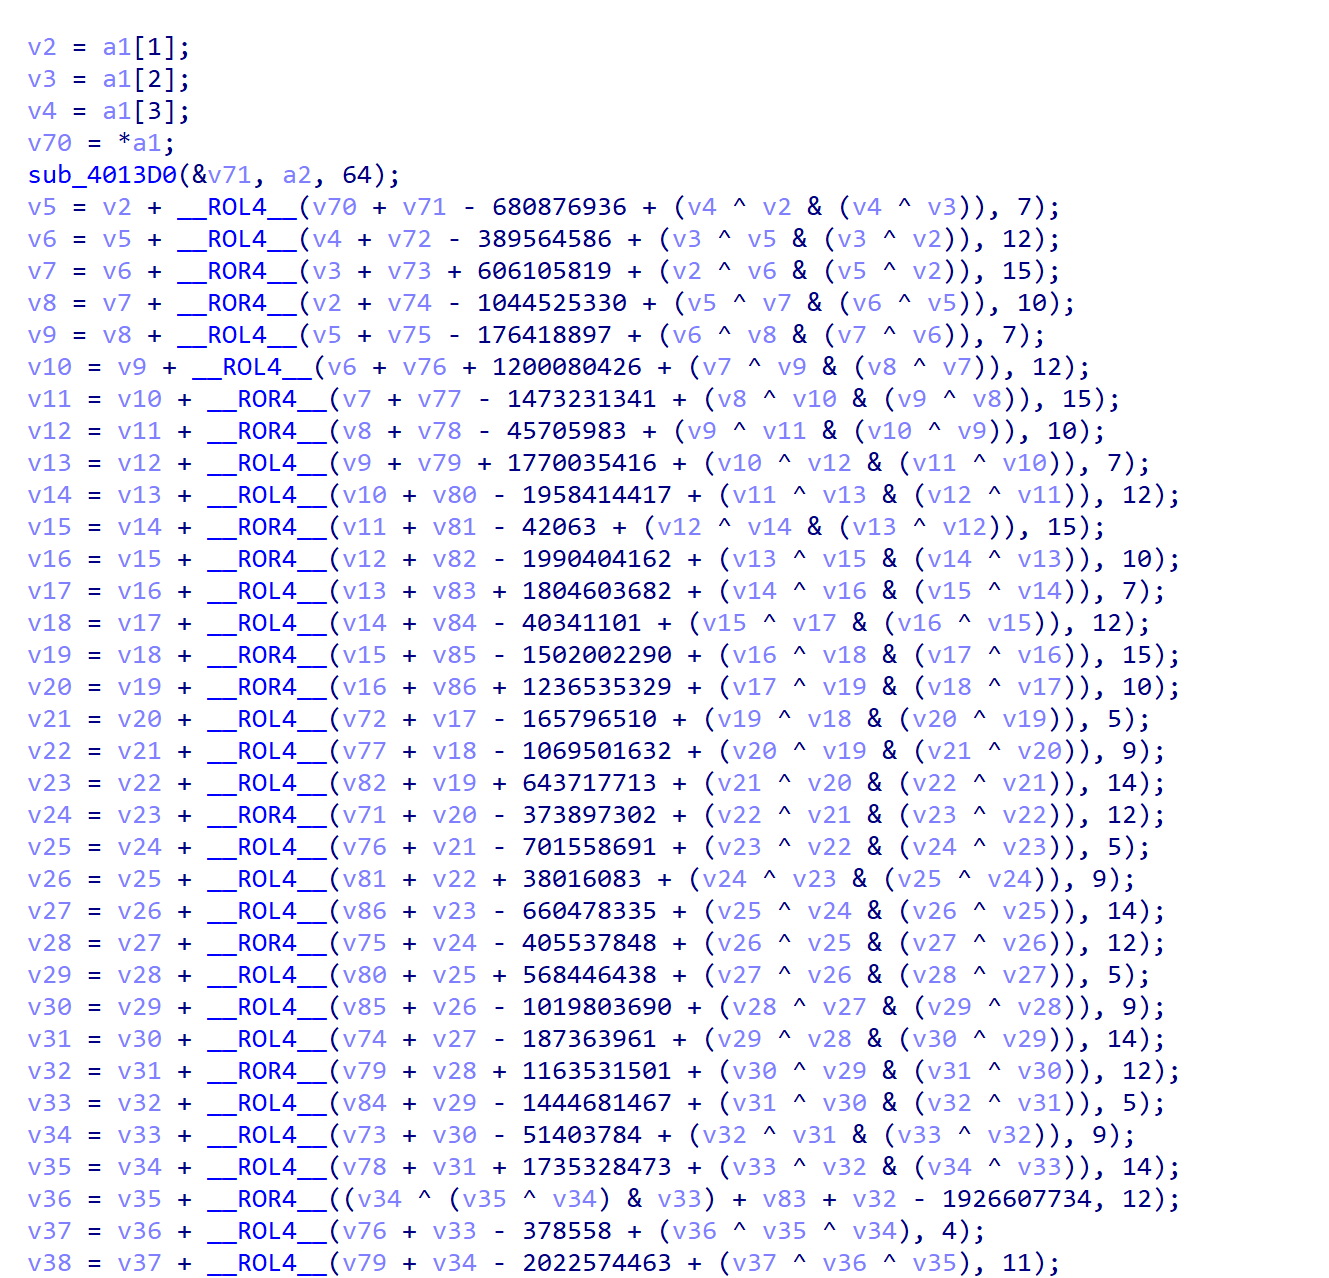 v2 = a1[1];
v3 = a1[2];
v4 = a1[3];
v70 = *a1;
sub_4013D0(&v71, a2, 64);
v5 = v2 + __ROL4__(v70 + v71 - 680876936 + (v4 ^ v2 & (v4 ^ v3)), 7);
v6 = v5 + __ROL4__(v4 + v72 - 389564586 + (v3 ^ v5 & (v3 ^ v2)), 12);
v7 = v6 + __ROR4__(v3 + v73 + 606105819 + (v2 ^ v6 & (v5 ^ v2)), 15);
v8 = v7 + __ROR4__(v2 + v74 - 1044525330 + (v5 ^ v7 & (v6 ^ v5)), 10);
v9 = v8 + __ROL4__(v5 + v75 - 176418897 + (v6 ^ v8 & (v7 ^ v6)), 7);
v10 = v9 + __ROL4__(v6 + v76 + 1200080426 + (v7 ^ v9 & (v8 ^ v7)), 12);
v11 = v10 + __ROR4__(v7 + v77 - 1473231341 + (v8 ^ v10 & (v9 ^ v8)), 15);
v12 = v11 + __ROR4__(v8 + v78 - 45705983 + (v9 ^ v11 & (v10 ^ v9)), 10);
v13 = v12 + __ROL4__(v9 + v79 + 1770035416 + (v10 ^ v12 & (v11 ^ v10)), 7);
v14 = v13 + __ROL4__(v10 + v80 - 1958414417 + (v11 ^ v13 & (v12 ^ v11)), 12);
v15 = v14 + __ROR4__(v11 + v81 - 42063 + (v12 ^ v14 & (v13 ^ v12)), 15);
v16 = v15 + __ROR4__(v12 + v82 - 1990404162 + (v13 ^ v15 & (v14 ^ v13)), 10);
v17 = v16 + __ROL4__(v13 + v83 + 1804603682 + (v14 ^ v16 & (v15 ^ v14)), 7);
v18 = v17 + __ROL4__(v14 + v84 - 40341101 + (v15 ^ v17 & (v16 ^ v15)), 12);
v19 = v18 + __ROR4__(v15 + v85 - 1502002290 + (v16 ^ v18 & (v17 ^ v16)), 15);
v20 = v19 + __ROR4__(v16 + v86 + 1236535329 + (v17 ^ v19 & (v18 ^ v17)), 10);
v21 = v20 + __ROL4__(v72 + v17 - 165796510 + (v19 ^ v18 & (v20 ^ v19)), 5);
v22 = v21 + __ROL4__(v77 + v18 - 1069501632 + (v20 ^ v19 & (v21 ^ v20)), 9);
v23 = v22 + __ROL4__(v82 + v19 + 643717713 + (v21 ^ v20 & (v22 ^ v21)), 14);
v24 = v23 + __ROR4__(v71 + v20 - 373897302 + (v22 ^ v21 & (v23 ^ v22)), 12);
v25 = v24 + __ROL4__(v76 + v21 - 701558691 + (v23 ^ v22 & (v24 ^ v23)), 5);
v26 = v25 + __ROL4__(v81 + v22 + 38016083 + (v24 ^ v23 & (v25 ^ v24)), 9);
v27 = v26 + __ROL4__(v86 + v23 - 660478335 + (v25 ^ v24 & (v26 ^ v25)), 14);
v28 = v27 + __ROR4__(v75 + v24 - 405537848 + (v26 ^ v25 & (v27 ^ v26)), 12);
v29 = v28 + __ROL4__(v80 + v25 + 568446438 + (v27 ^ v26 & (v28 ^ v27)), 5);
v30 = v29 + __ROL4__(v85 + v26 - 1019803690 + (v28 ^ v27 & (v29 ^ v28)), 9);
v31 = v30 + __ROL4__(v74 + v27 - 187363961 + (v29 ^ v28 & (v30 ^ v29)), 14);
v32 = v31 + __ROR4__(v79 + v28 + 1163531501 + (v30 ^ v29 & (v31 ^ v30)), 12);
v33 = v32 + __ROL4__(v84 + v29 - 1444681467 + (v31 ^ v30 & (v32 ^ v31)), 5);
v34 = v33 + __ROL4__(v73 + v30 - 51403784 + (v32 ^ v31 & (v33 ^ v32)), 9);
v35 = v34 + __ROL4__(v78 + v31 + 1735328473 + (v33 ^ v32 & (v34 ^ v33)), 14);
v36 = v35 + __ROR4__((v34 ^ (v35 ^ v34) & v33) + v83 + v32 - 1926607734, 12);
v37 = v36 + __ROL4__(v76 + v33 - 378558 + (v36 ^ v35 ^ v34), 4);
v38 = v37 + __ROL4__(v79 + v34 - 2022574463 + (v37 ^ v36 ^ v35), 11);